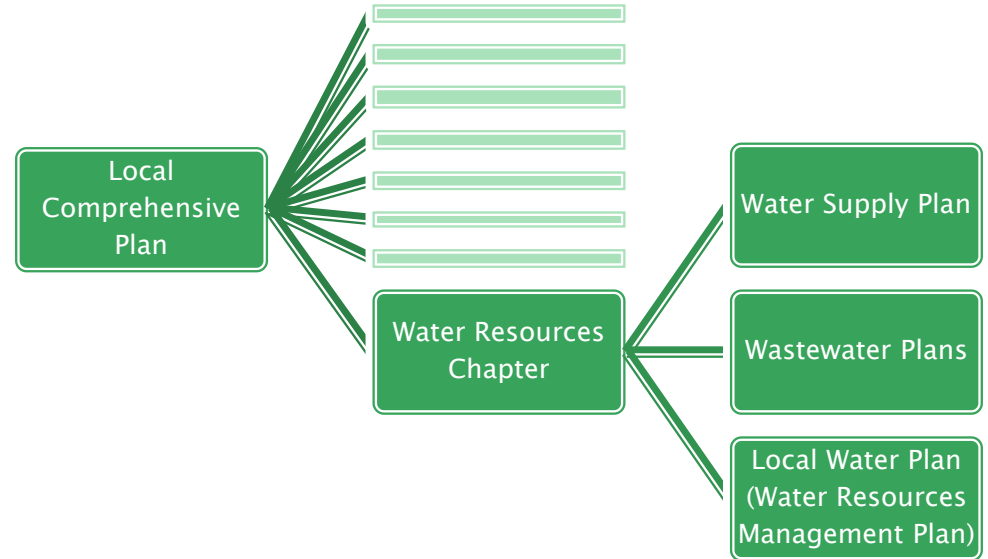 Local
Comprehensive
Plan
Water Resources
Chapter
Water Supply Plan
Wastewater Plans
Local Water Plan
(Water Resources
Management Plan)